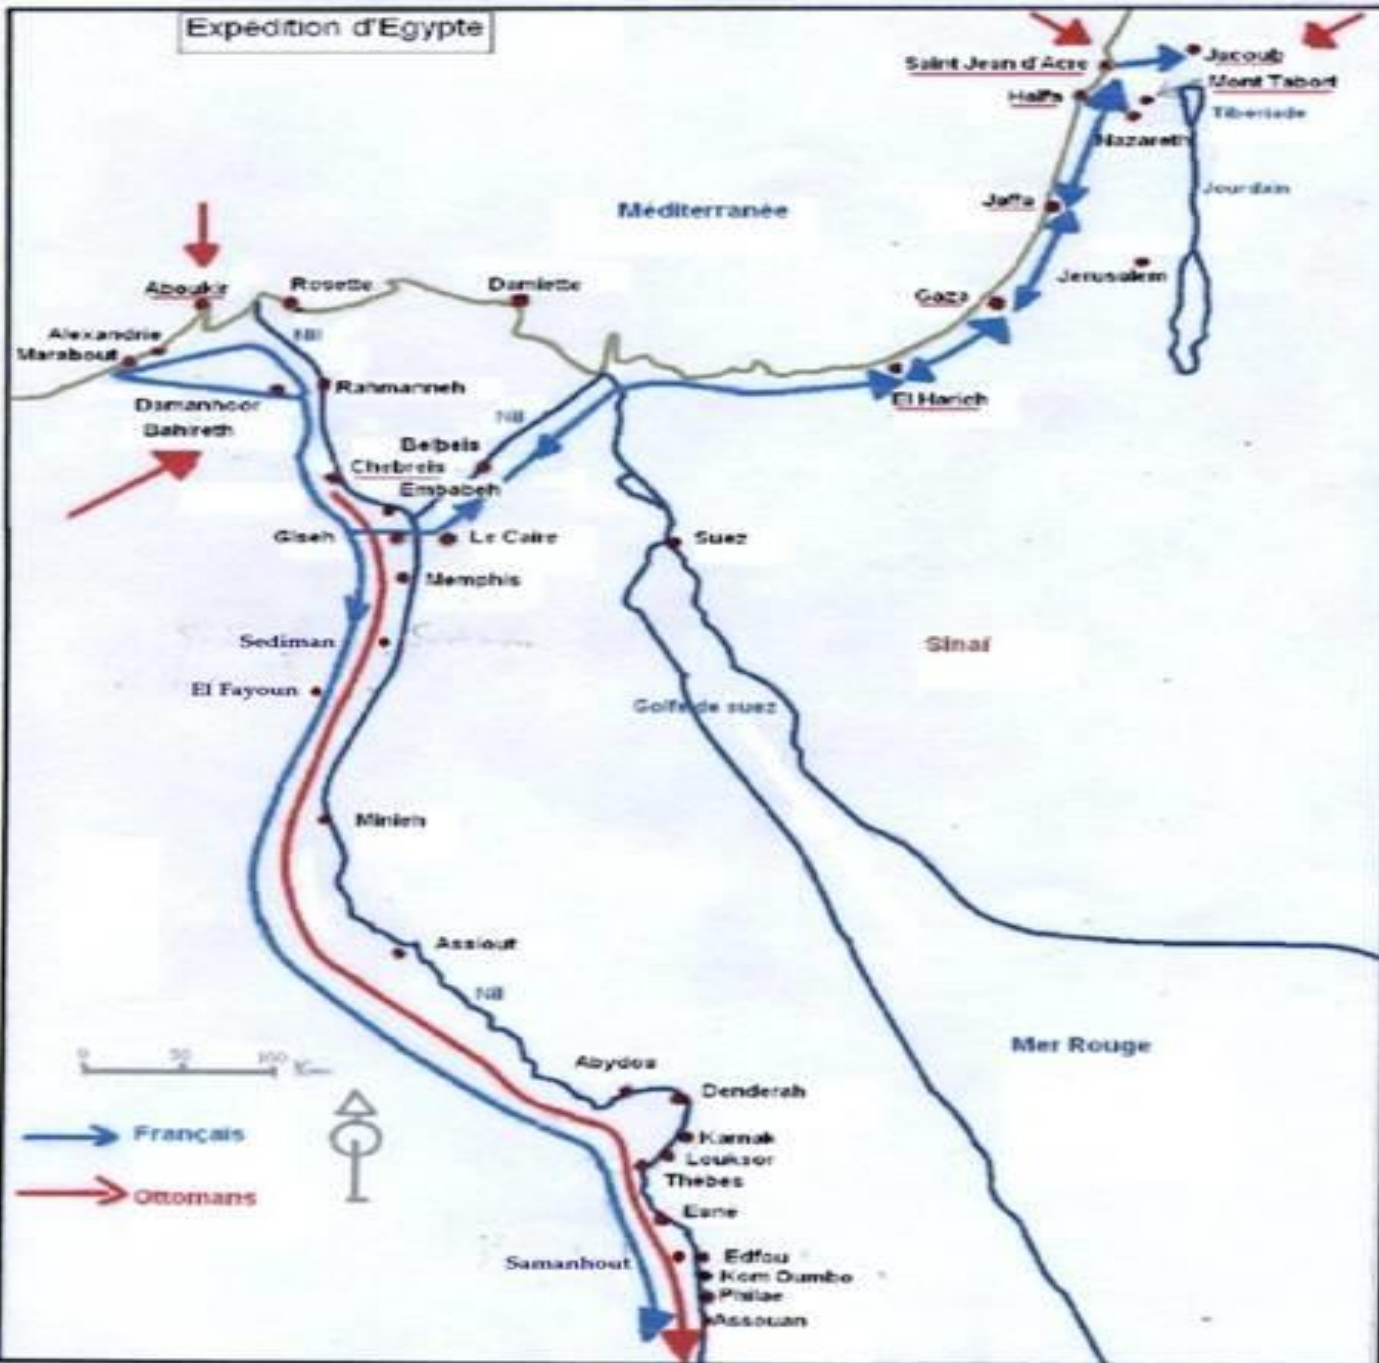 Expédition d'Egypte
Saint Jean d'Acre
Jacoub
Mont Tabort
Haifa
Tiberiade
Nazareth
Jourdain
Jaffa
Méditerranée
Jerusalem
Aboukir
Rosette
Damiette
Gaza
Alexandrie
Marabout
Nil
Rahmanneh
Damanhoor
Bahireth
El Harich
Nil
Belbeis
Chebreis
Embabeh
Giseh
Le Caire
Suez
Memphis
Sediman
Sinaï
El Fayoun
Golfe de suez
Minieh
Assiout
Nil
Mer Rouge
0 50 100
Abydos
Denderah
Français
Karnak
Louksor
Thebes
Ottomans
Esne
Samanhout
Edfou
Kom Oumbo
Philae
Assouan